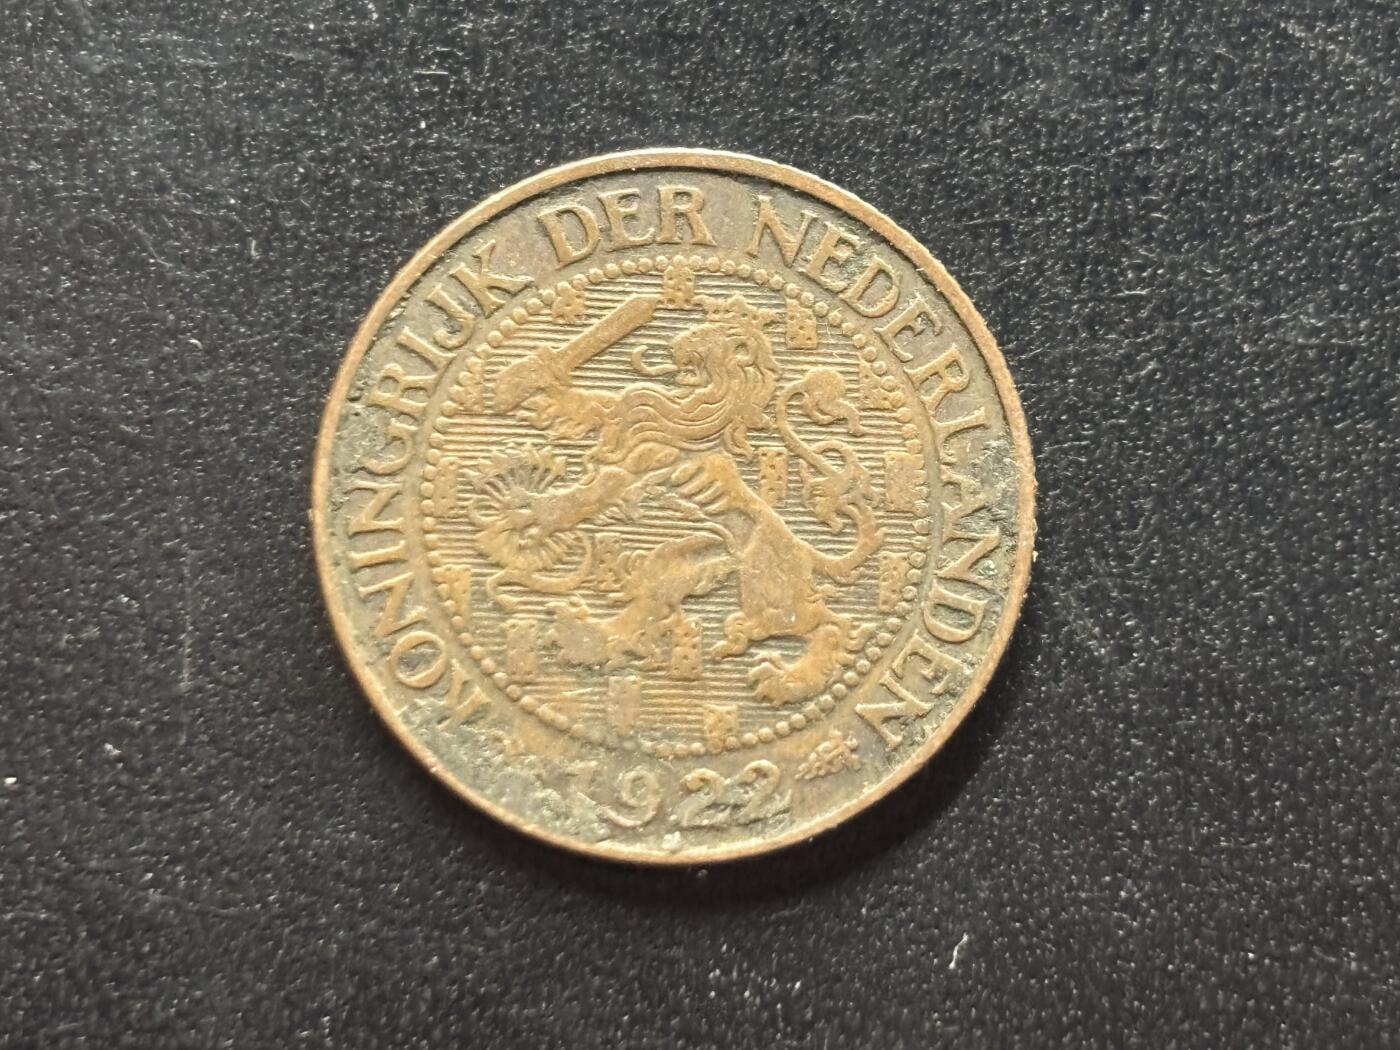 KONINGRIJK DER NEDERLANDEN
1922